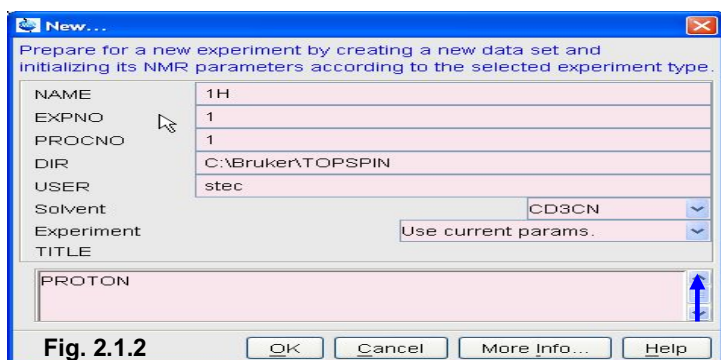 New...
Prepare for a new experiment by creating a new data set and
initializing its NMR parameters according to the selected experiment type.
NAME 1H
EXPNO 1
PROCNO 1
DIR C:\Bruker\TOPSPIN
USER stec
Solvent CD3CN
Experiment Use current params.
TITLE
PROTON
Fig. 2.1.2 OK Cancel More Info... Help